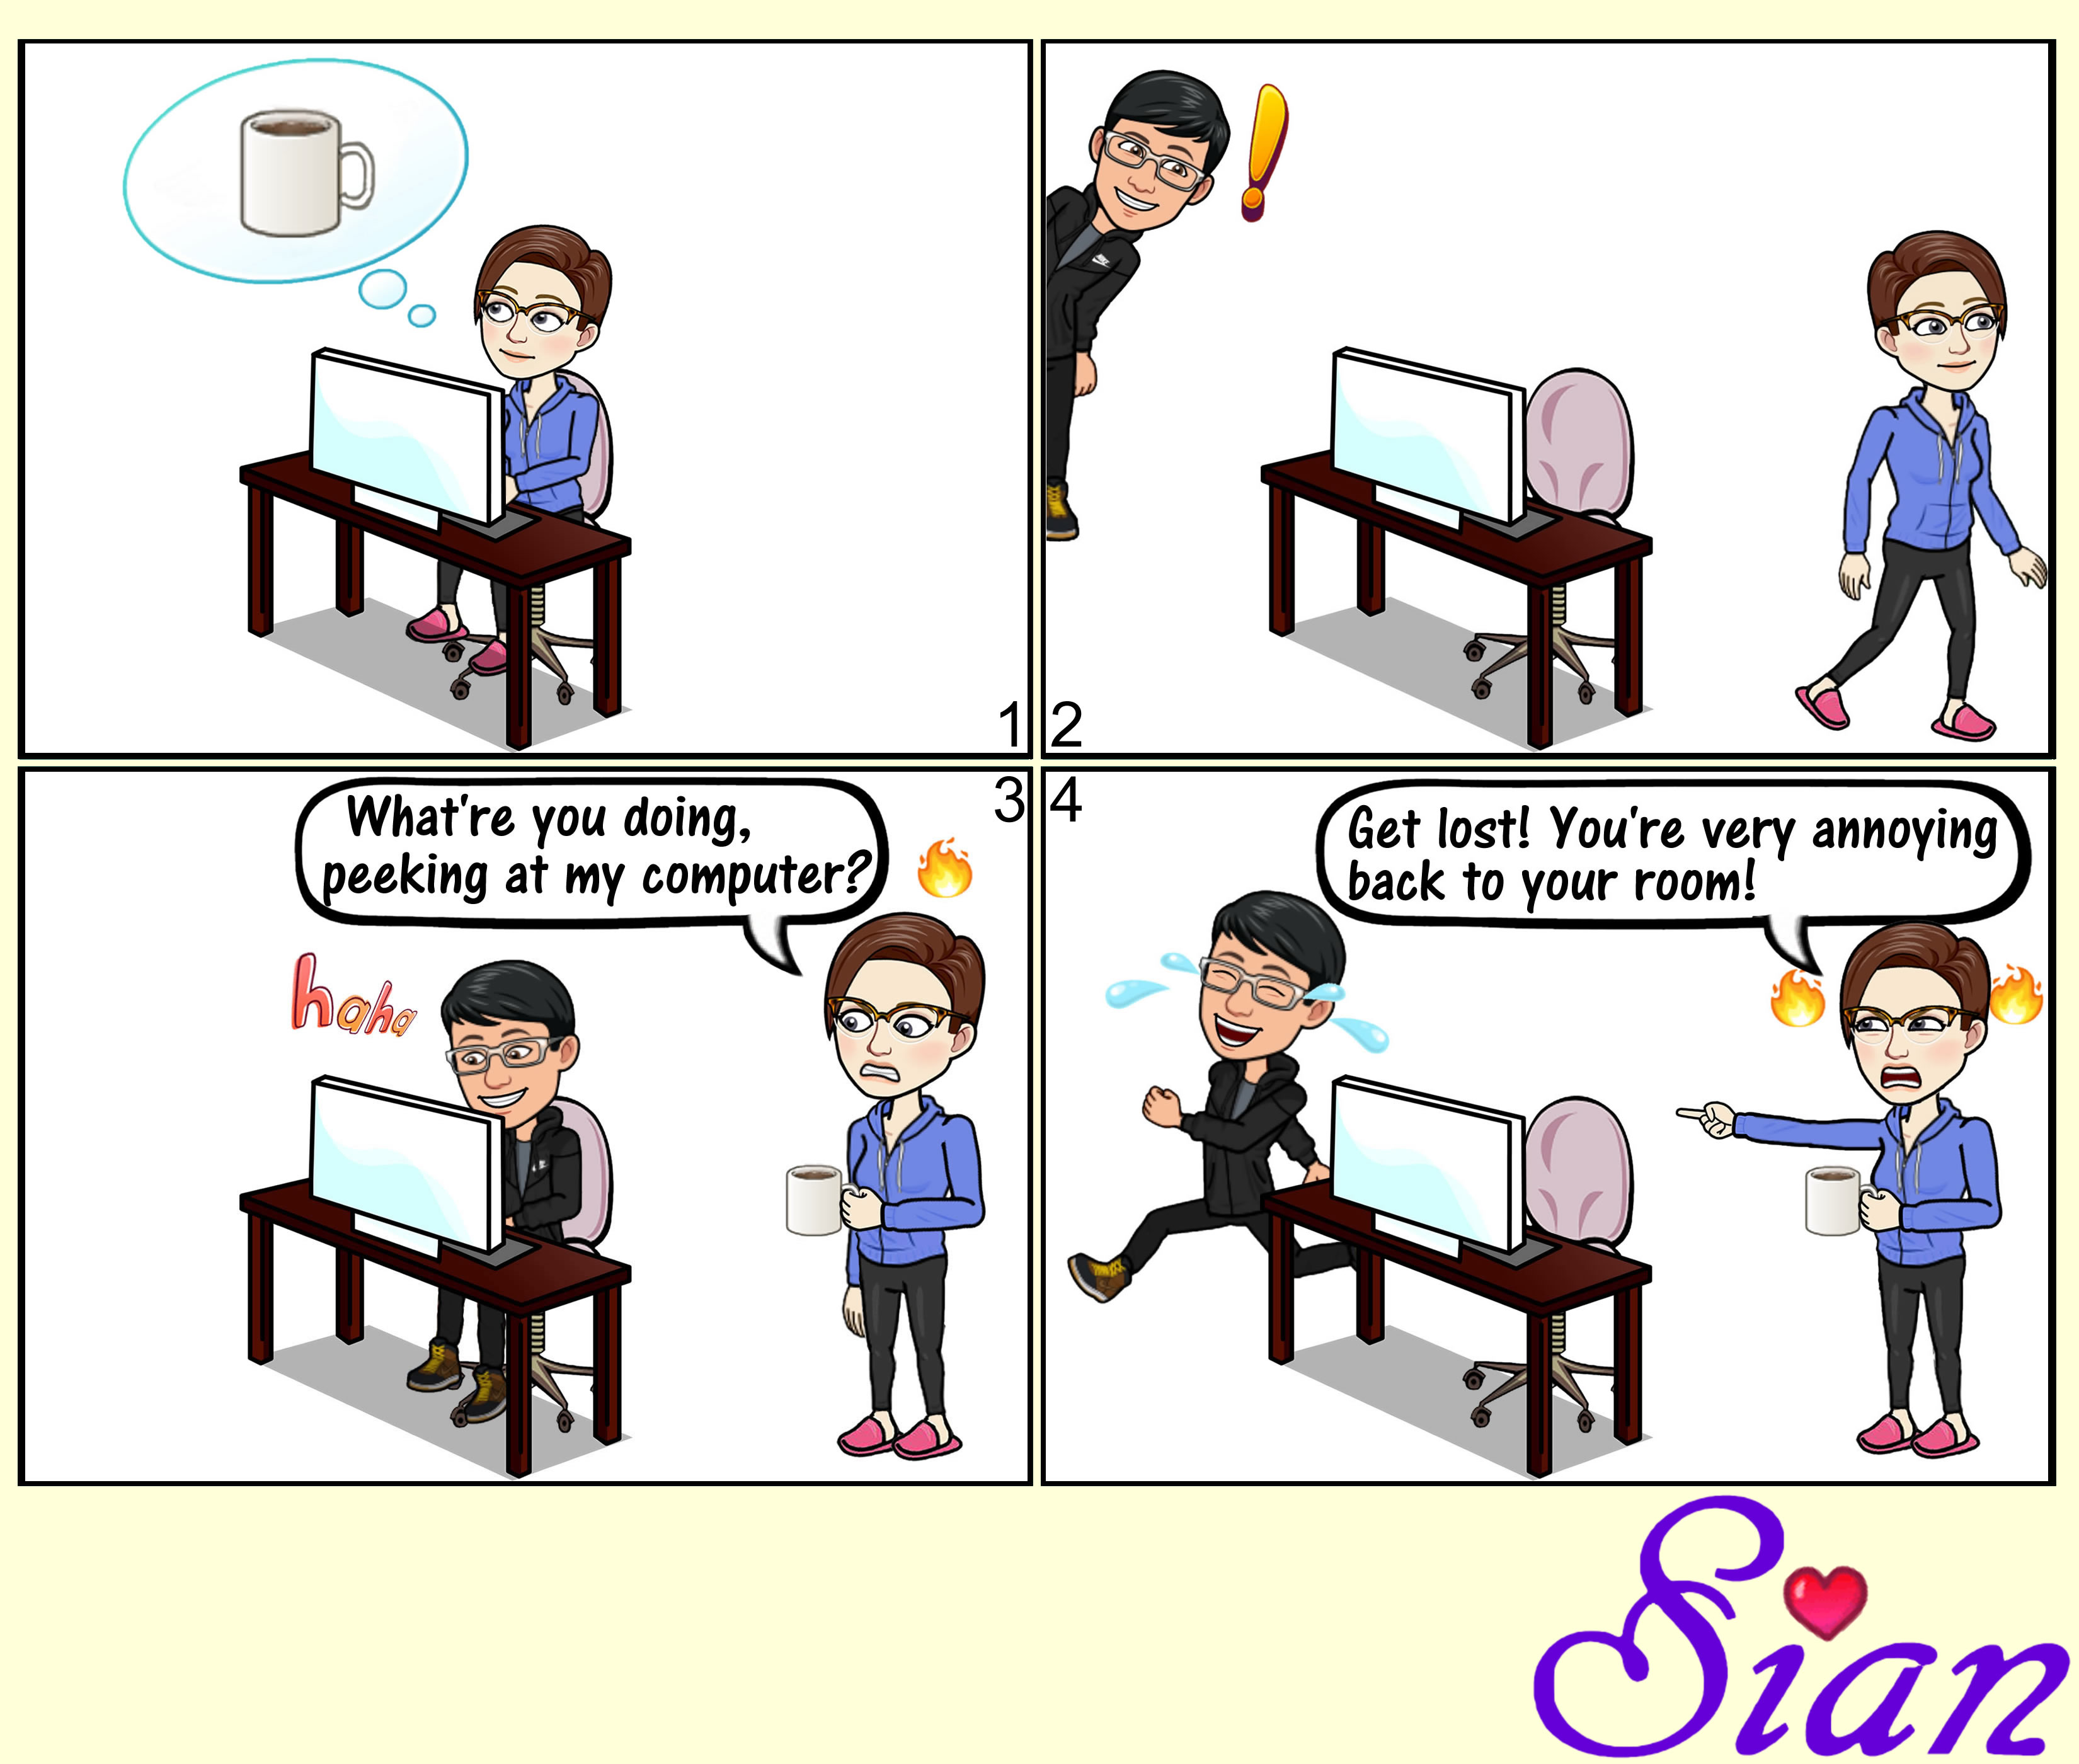 1
2
3
What're you doing,
peeking at my computer?
haha
4
Get lost! You're very annoying
back to your room!
Sian